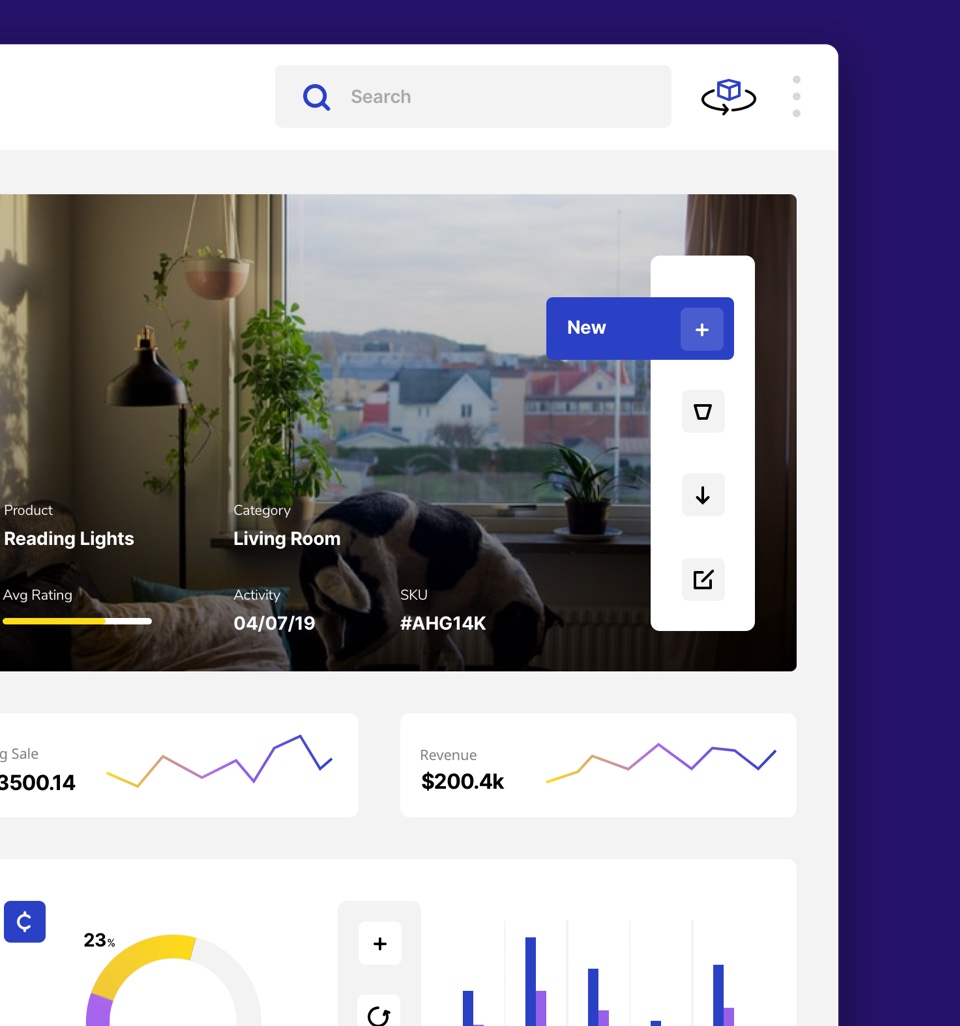 Search
New
Product
Reading Lights
Category
Living Room
Avg Rating
Activity
04/07/19
SKU
#AHG14K
g Sale
3500.14
Revenue
$200.4k
₵
23%